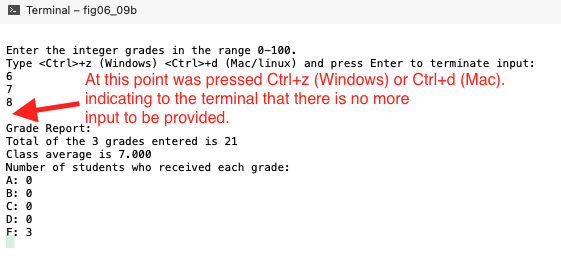 Terminal – fig06_09b
Enter the integer grades in the range 0–100.
Type <Ctrl>+z (Windows) <Ctrl>+d (Mac/linux) and press Enter to terminate input:
6
7
8
At this point was pressed Ctrl+z (Windows) or Ctrl+d (Mac).
indicating to the terminal that there is no more
input to be provided.
Grade Report:
Total of the 3 grades entered is 21
Class average is 7.000
Number of students who received each grade:
A: 0
B: 0
C: 0
D: 0
F: 3